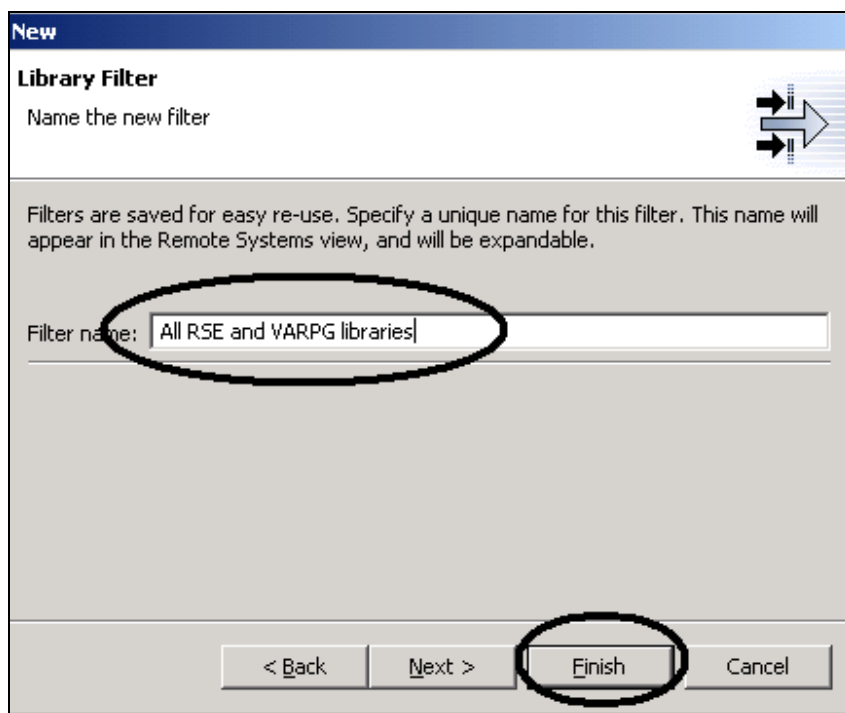 New
Library Filter
Name the new filter
Filters are saved for easy re-use. Specify a unique name for this filter. This name will
appear in the Remote Systems view, and will be expandable.
Filter name: All RSE and VARPG libraries
< Back Next > Finish Cancel